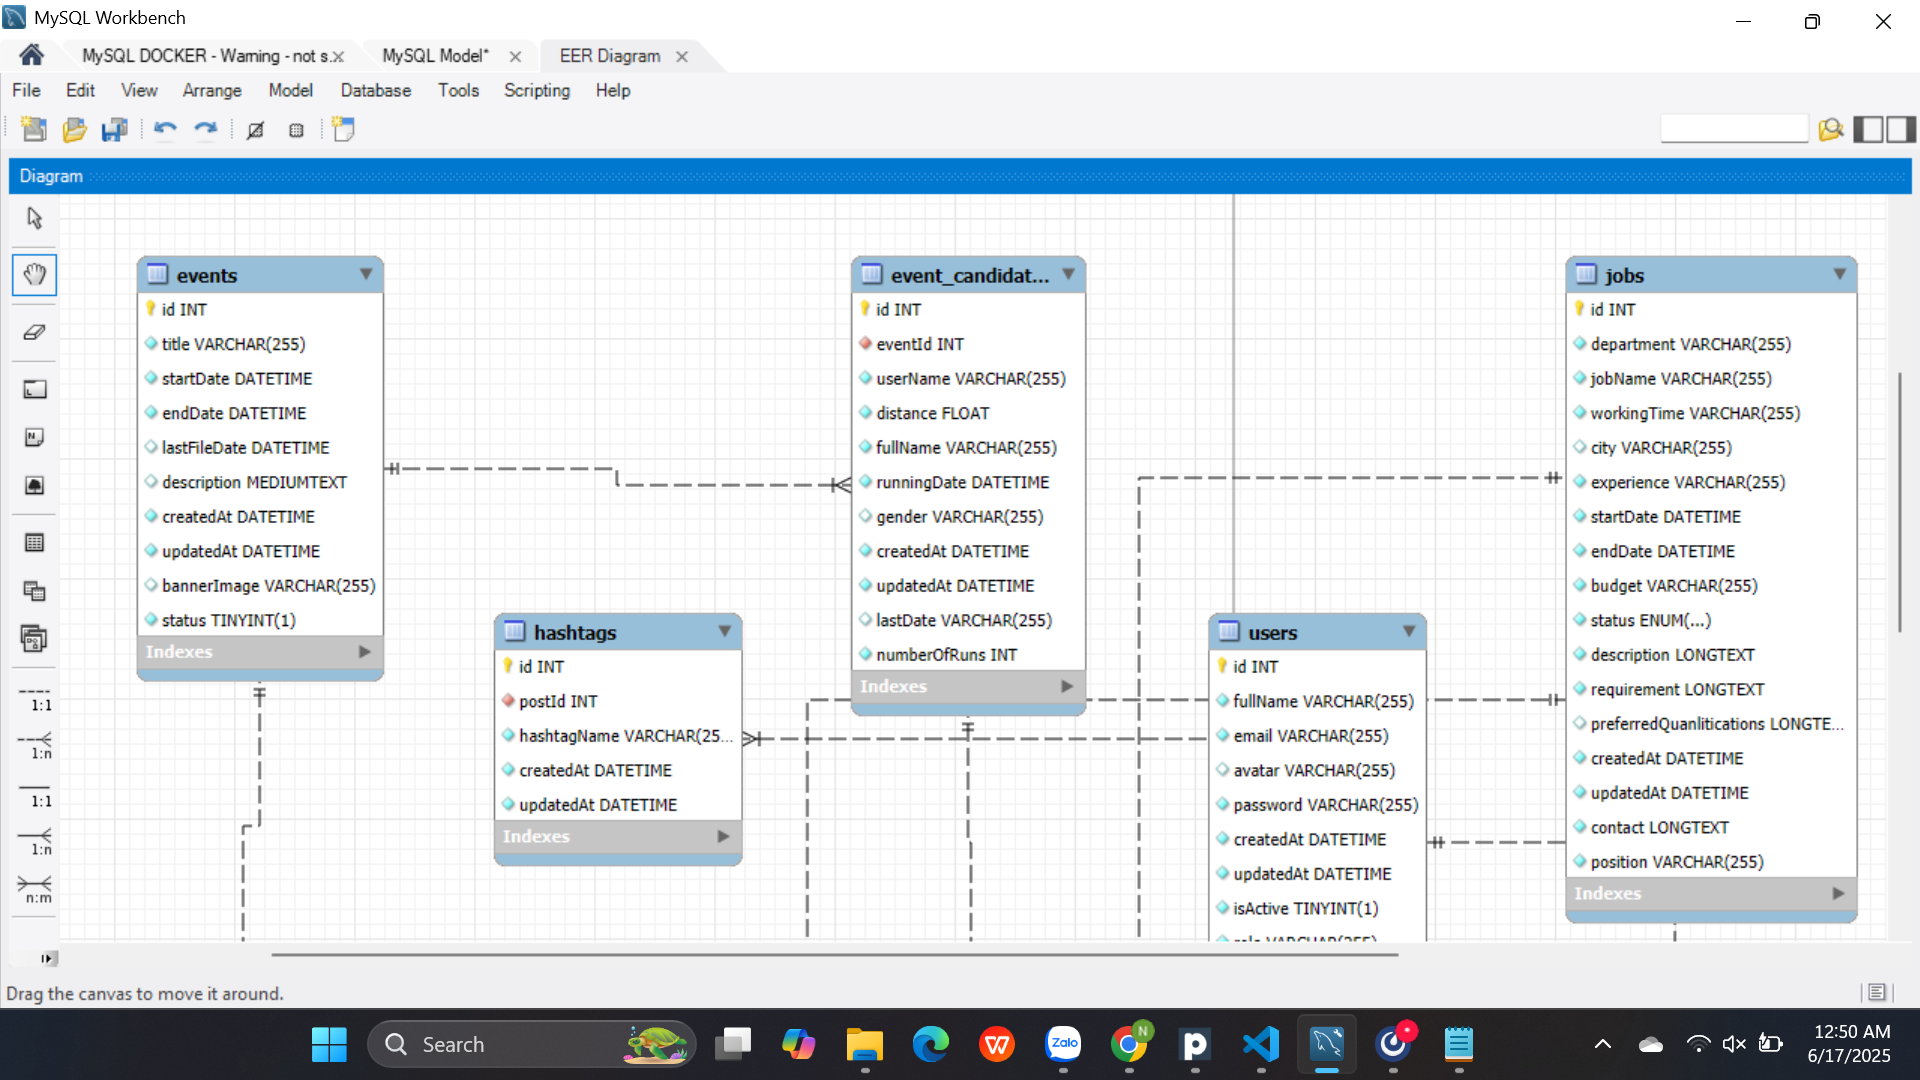 MySQL Workbench
MySQL DOCKER - Warning - not s.
MySQL Model*
EER Diagram
File Edit View Arrange Model Database Tools Scripting Help
Diagram
events
id INT
title VARCHAR(255)
startDate DATETIME
endDate DATETIME
lastFileDate DATETIME
description MEDIUMTEXT
createdAt DATETIME
updatedAt DATETIME
bannerImage VARCHAR(255)
status TINYINT(1)
Indexes
hashtags
id INT
postId INT
hashtagName VARCHAR(25...
createdAt DATETIME
updatedAt DATETIME
Indexes
event_candidat...
id INT
eventId INT
userName VARCHAR(255)
distance FLOAT
fullName VARCHAR(255)
runningDate DATETIME
gender VARCHAR(255)
createdAt DATETIME
updatedAt DATETIME
lastDate VARCHAR(255)
numberOfRuns INT
Indexes
users
id INT
fullName VARCHAR(255)
email VARCHAR(255)
avatar VARCHAR(255)
password VARCHAR(255)
createdAt DATETIME
updatedAt DATETIME
isActive TINYINT(1)
role VARCHAR(255)
jobs
id INT
department VARCHAR(255)
jobName VARCHAR(255)
workingTime VARCHAR(255)
city VARCHAR(255)
experience VARCHAR(255)
startDate DATETIME
endDate DATETIME
budget VARCHAR(255)
status ENUM(...)
description LONGTEXT
requirement LONGTEXT
preferredQuanlitications LONGTE...
createdAt DATETIME
updatedAt DATETIME
contact LONGTEXT
position VARCHAR(255)
Indexes
1:1
1:n
1:1
1:n
n:m
Drag the canvas to move it around.
Search
Zalo
N
12:50 AM
6/17/2025